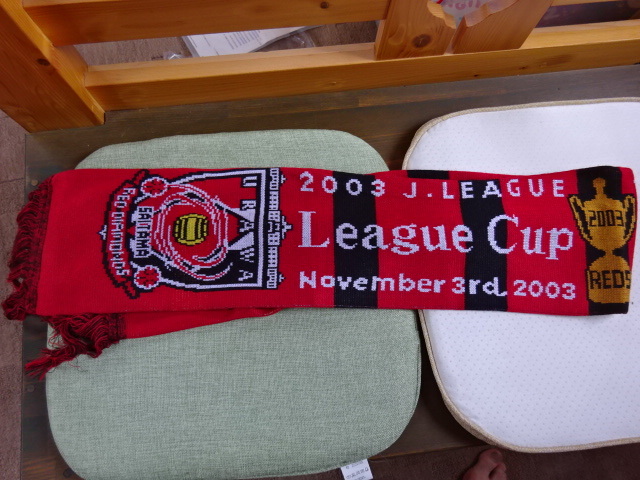 URAWA
SAITAMA
RED DIAMONDS
2003 J.LEAGUE
League Cup
November 3rd 2003
2003
REDS